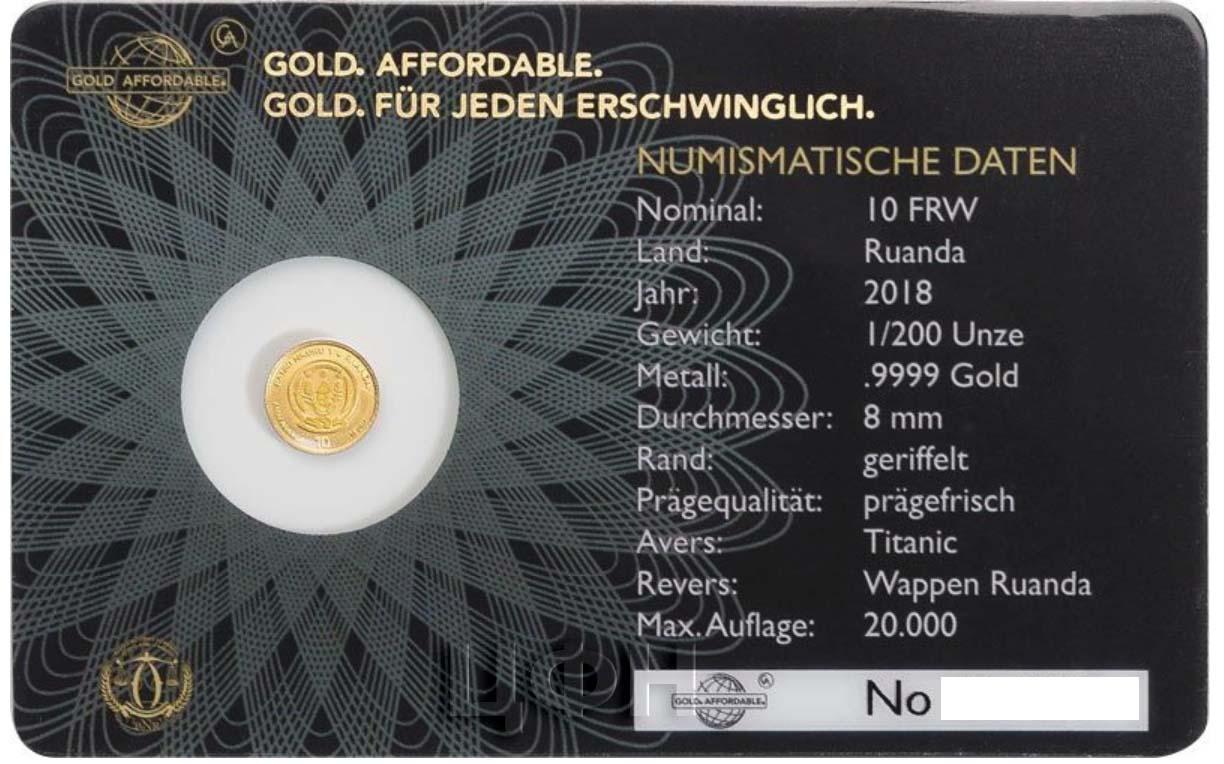 GOLD AFFORDABLE.
GA
GOLD. AFFORDABLE.
GOLD. FÜR JEDEN ERSCHWINGLICH.
NUMISMATISCHE DATEN
Nominal: 10 FRW
Land: Ruanda
Jahr: 2018
Gewicht: 1/200 Unze
Metall: .9999 Gold
Durchmesser: 8 mm
Rand: geriffelt
Prägequalität: prägefrisch
Avers: Titanic
Revers: Wappen Ruanda
Max. Auflage: 20.000
10
GOLD. AFFORDABLE.
No